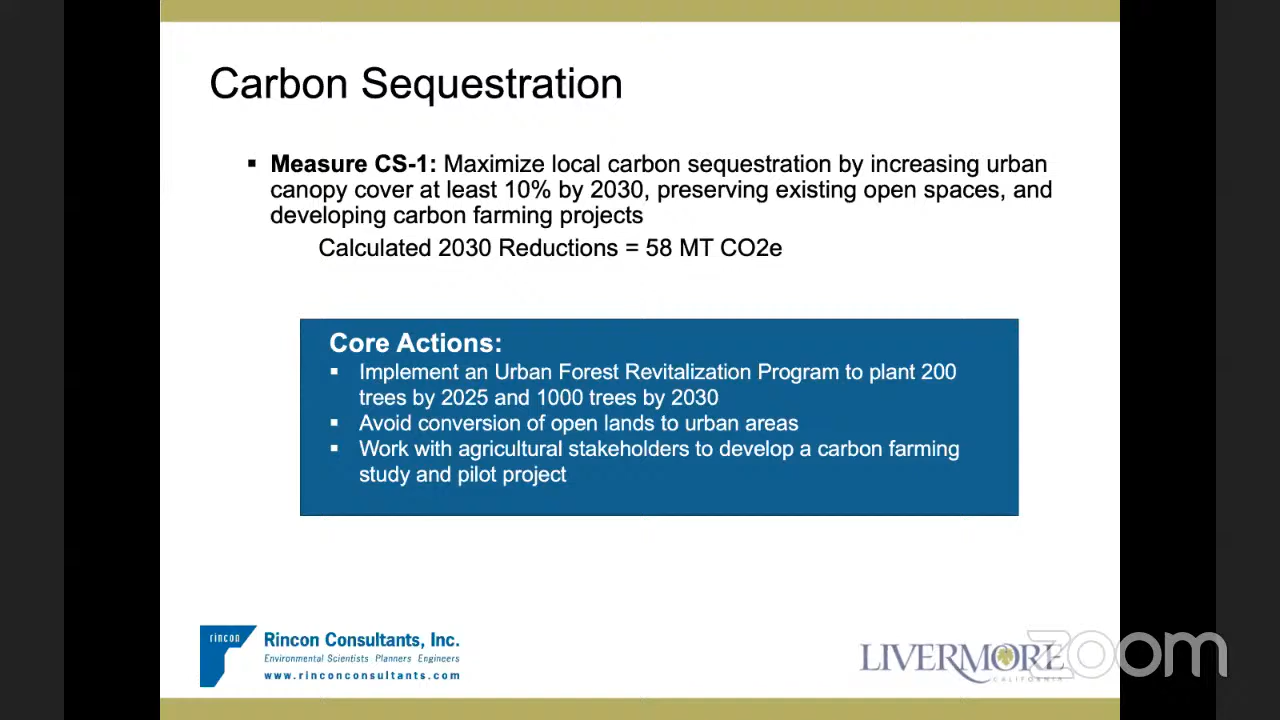 Carbon Sequestration
▪ Measure CS-1: Maximize local carbon sequestration by increasing urban
canopy cover at least 10% by 2030, preserving existing open spaces, and
developing carbon farming projects
Calculated 2030 Reductions = 58 MT CO2e
Core Actions:
▪ Implement an Urban Forest Revitalization Program to plant 200
trees by 2025 and 1000 trees by 2030
▪ Avoid conversion of open lands to urban areas
▪ Work with agricultural stakeholders to develop a carbon farming
study and pilot project
rincon
Rincon Consultants, Inc.
Environmental Scientists Planners Engineers
www.rinconconsultants.com
LIVERMORE
CALIFORNIA
zoom